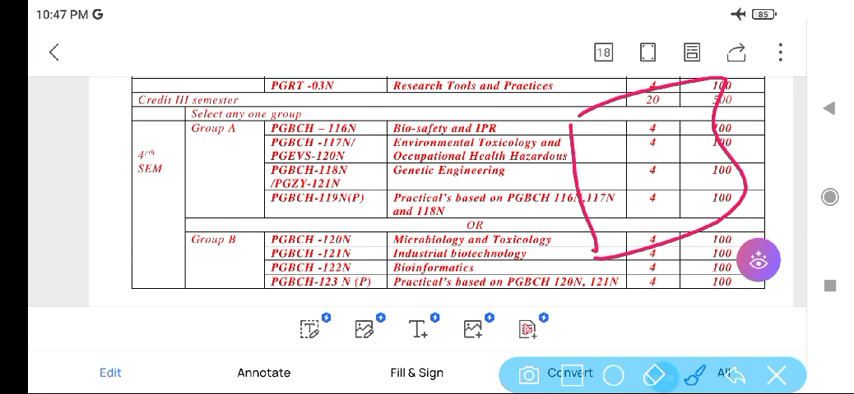 10:47 PM G
85
18
PGRT -03N Research Tools and Practices 4 100
Credit III semester 20 500
Select any one group
4rth SEM Group A PGBCH – 116N Bio-safety and IPR 4 100
PGBCH -117N/ Environmental Toxicology and 4 100
PGEVS-120N Occupational Health Hazardous
PGBCH-118N Genetic Engineering 4 100
/PGZY-121N
PGBCH-119N(P) Practical's based on PGBCH 116N,117N 4 100
and 118N
OR
Group B PGBCH -120N Microbiology and Toxicology 4 100
PGBCH -121N Industrial biotechnology 4 100
PGBCH -122N Bioinformatics 4 100
PGBCH-123 N (P) Practical's based on PGBCH 120N, 121N 4 100
Edit Annotate Fill & Sign Convert All